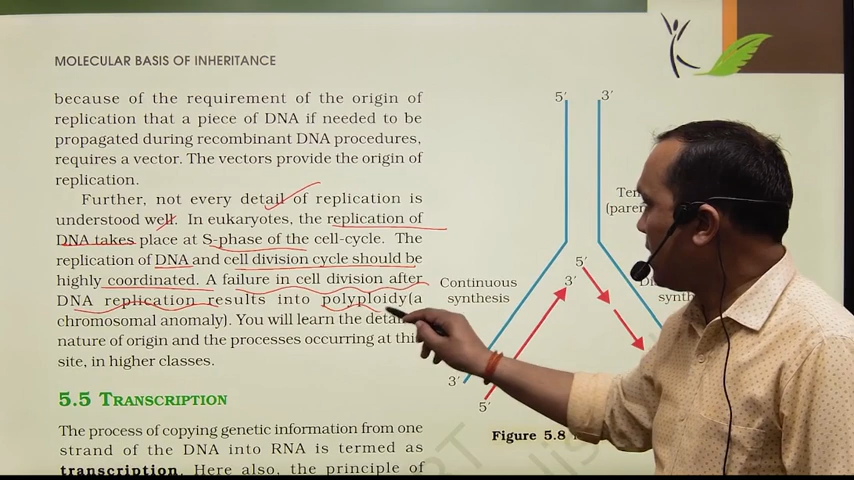 MOLECULAR BASIS OF INHERITANCE
because of the requirement of the origin of
replication that a piece of DNA if needed to be
propagated during recombinant DNA procedures,
requires a vector. The vectors provide the origin of
replication.
Further, not every detail of replication is
understood well. In eukaryotes, the replication of
DNA takes place at S-phase of the cell-cycle. The
replication of DNA and cell division cycle should be
highly coordinated. A failure in cell division after
DNA replication results into polyploidy(a
chromosomal anomaly). You will learn the
nature of origin and the processes occurring at this
site, in higher classes.
5.5 TRANSCRIPTION
The process of copying genetic information from one
strand of the DNA into RNA is termed as
transcription. Here also, the principle of
5′ 3′
5′
3′
Continuous
synthesis
3′
5′
Figure 5.8